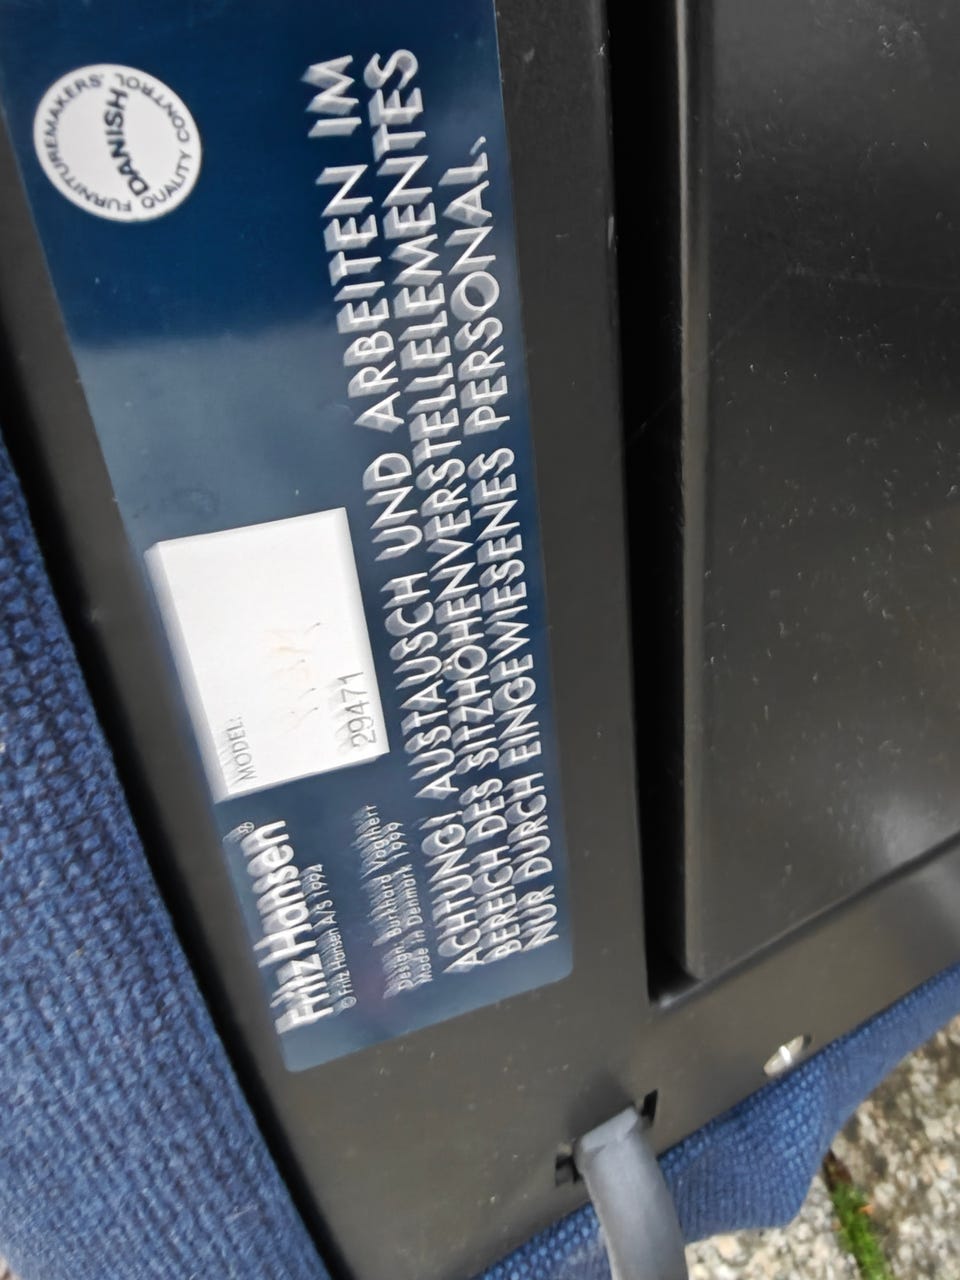 FURNITUREMAKERS'
DANISH
QUALITY CONTROL
MODEL:
29471
Fritz Hansen®
© Fritz Hansen A/S 1994
Design: Burkhard Vogtherr
Made in Denmark 1999
ACHTUNG! AUSTAUSCH UND ARBEITEN IM
BEREICH DES SITZHÖHENVERSTELLELEMENTES
NUR DURCH EINGEWIESENES PERSONAL.